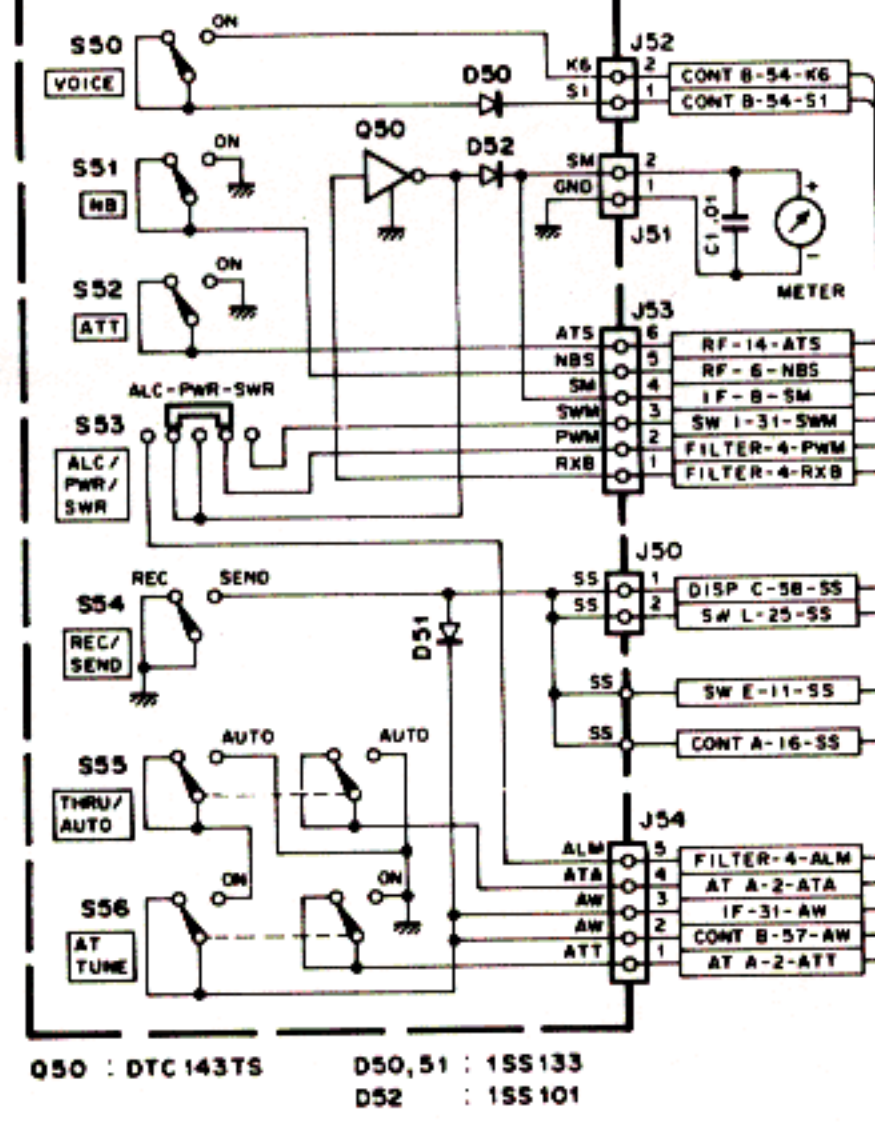 S50
VOICE
ON
D50
K6
S1
J52
2
1
CONT B-54-K6
CONT B-54-S1
S51
NB
ON
Q50
D52
SM
GND
2
1
J51
C1 .01
+
-
METER
S52
ATT
ON
J53
ATS
NBS
SM
SWM
PWM
RXB
6
5
4
3
2
1
RF-14-ATS
RF-6-NBS
IF-8-SM
SW I-31-SWM
FILTER-4-PWM
FILTER-4-RXB
ALC-PWR-SWR
S53
ALC/
PWR/
SWR
J50
REC
SEND
S54
REC/
SEND
D51
SS
SS
SS
SS
1
2
DISP C-58-SS
SW L-25-SS
SW E-11-SS
CONT A-16-SS
S55
THRU/
AUTO
AUTO
AUTO
J54
ALM
ATA
AW
AW
ATT
5
4
3
2
1
FILTER-4-ALM
AT A-2-ATA
IF-31-AW
CONT B-57-AW
AT A-2-ATT
S56
AT
TUNE
ON
ON
Q50 : DTC143TS
D50,51 : 1SS133
D52 : 1SS101